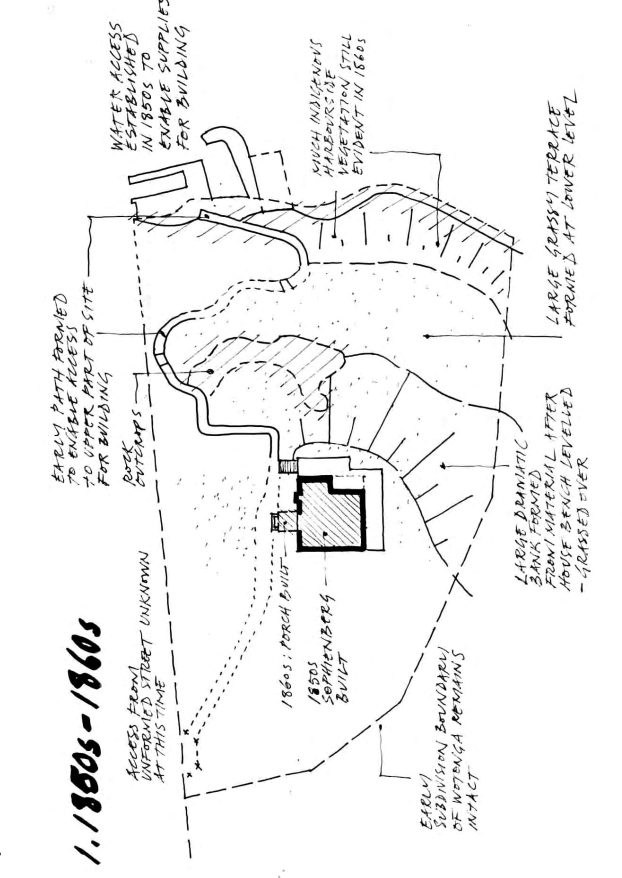 1. 1850s-1860s
ACCESS FROM
UNFORMED STREET UNKNOWN
AT THIS TIME
EARLY PATH FORMED
TO ENABLE ACCESS
TO UPPER PART OF SITE
FOR BUILDING
ROCK
OUTCRAPS
WATER ACCESS
ESTABLISHED
IN 1850s TO
ENABLE SUPPLIES
FOR BUILDING
1860s: PORCH BUILT
1850s
SOPHIENBERG
BUILT
MUCH INDIGENOUS
HARBOURSIDE
VEGETATION STILL
EVIDENT IN 1860s
EARLY
SUBDIVISION BOUNDARY
OF WOTONGA REMAINS
INTACT
LARGE DRAMATIC
BANK FORMED
FROM MATERIAL AFTER
HOUSE BENCH LEVELLED
- GRASSED OVER
LARGE GRASSY TERRACE
FORMED AT LOWER LEVEL